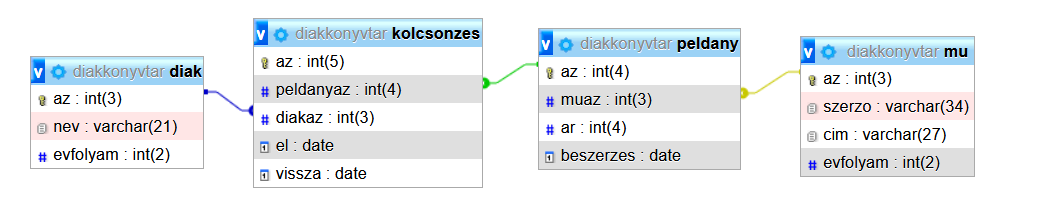 diakkonyvtar diak
az : int(3)
nev : varchar(21)
evfolyam : int(2)
diakkonyvtar kolcsonzes
az : int(5)
peldanyaz : int(4)
diakaz : int(3)
el : date
vissza : date
diakkonyvtar peldany
az : int(4)
muaz : int(3)
ar : int(4)
beszerzes : date
diakkonyvtar mu
az : int(3)
szerzo : varchar(34)
cim : varchar(27)
evfolyam : int(2)